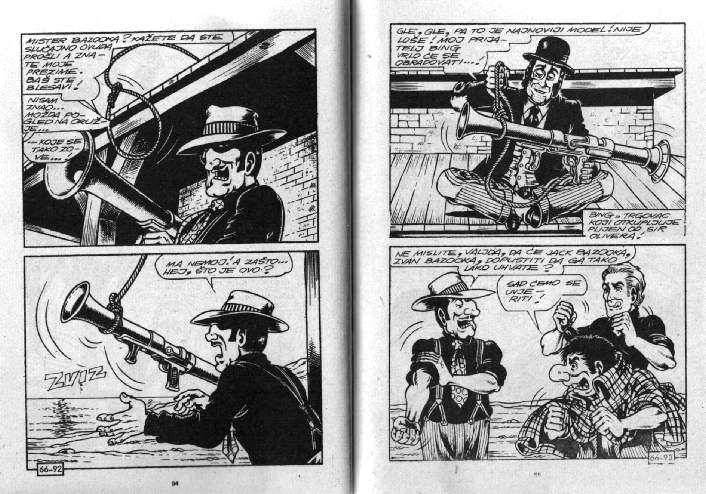 MISTER BAZOOKA? KAŽETE DA STE
SLUČAJNO OVUDA
PROŠLI A ZNA-
TE MOJE
PREZIME.
BAŠ STE
BLESAVI!
NISAM
ZNAO...
MOŽDA PO-
GLED NA ORUŽ-
JE...
--KOJE SE
TAKO ZO-
VE...
MA NEMOJ! A ZAŠTO...
HEJ, ŠTO JE OVO?
66-92
94
GLE, GLE, PA TO JE NAJNOVIJI MODEL! NIJE
LOŠE! MOJ PRIJA-
TELJ BING
VRLO ĆE SE
OBRADOVATI...
BING = TRGOVAC
KOJI OTKUPLJUJE
PLIJEN OD SIR
OLIVERA!
NE MISLITE, VALJDA, DA ĆE JACK BAZOOKA,
ZVAN BAZOOKA, DOPUSTITI DA GA TAKO
LAKO UHVATE?
SAD ĆEMO SE
UVJE-
RITI!
66-93